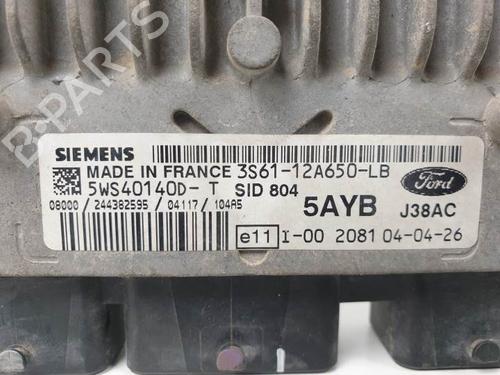 B-PARTS
SIEMENS
MADE IN FRANCE 3S61-12A650-LB
5WS40140D-T SID 804
Ford
08000 / 244382595 / 04117 / 104A5
5AYB J38AC
e11 I-00 2081 04-04-26